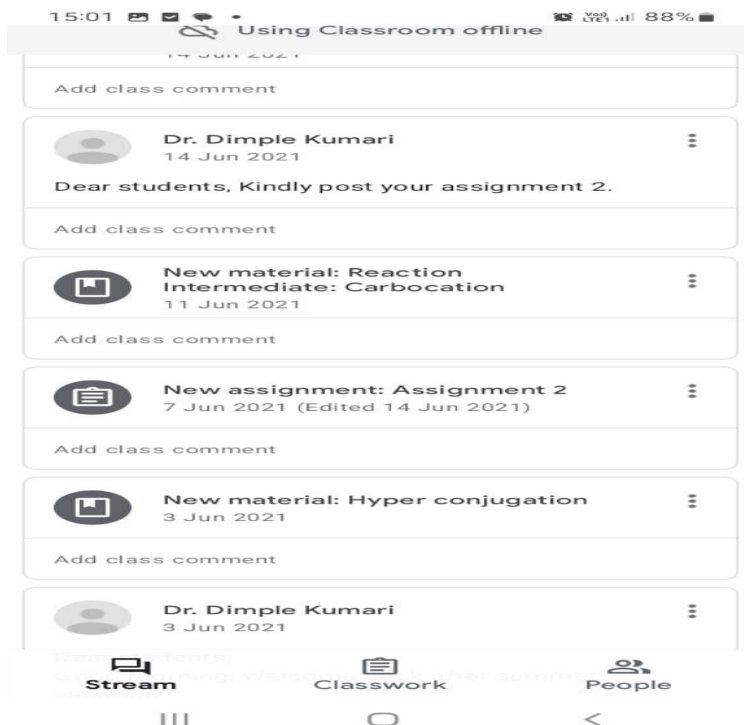 15:01 88%
Using Classroom offline
14 Jun 2021
Add class comment
Dr. Dimple Kumari
14 Jun 2021
Dear students, Kindly post your assignment 2.
Add class comment
New material: Reaction
Intermediate: Carbocation
11 Jun 2021
Add class comment
New assignment: Assignment 2
7 Jun 2021 (Edited 14 Jun 2021)
Add class comment
New material: Hyper conjugation
3 Jun 2021
Add class comment
Dr. Dimple Kumari
3 Jun 2021
Stream Classwork People